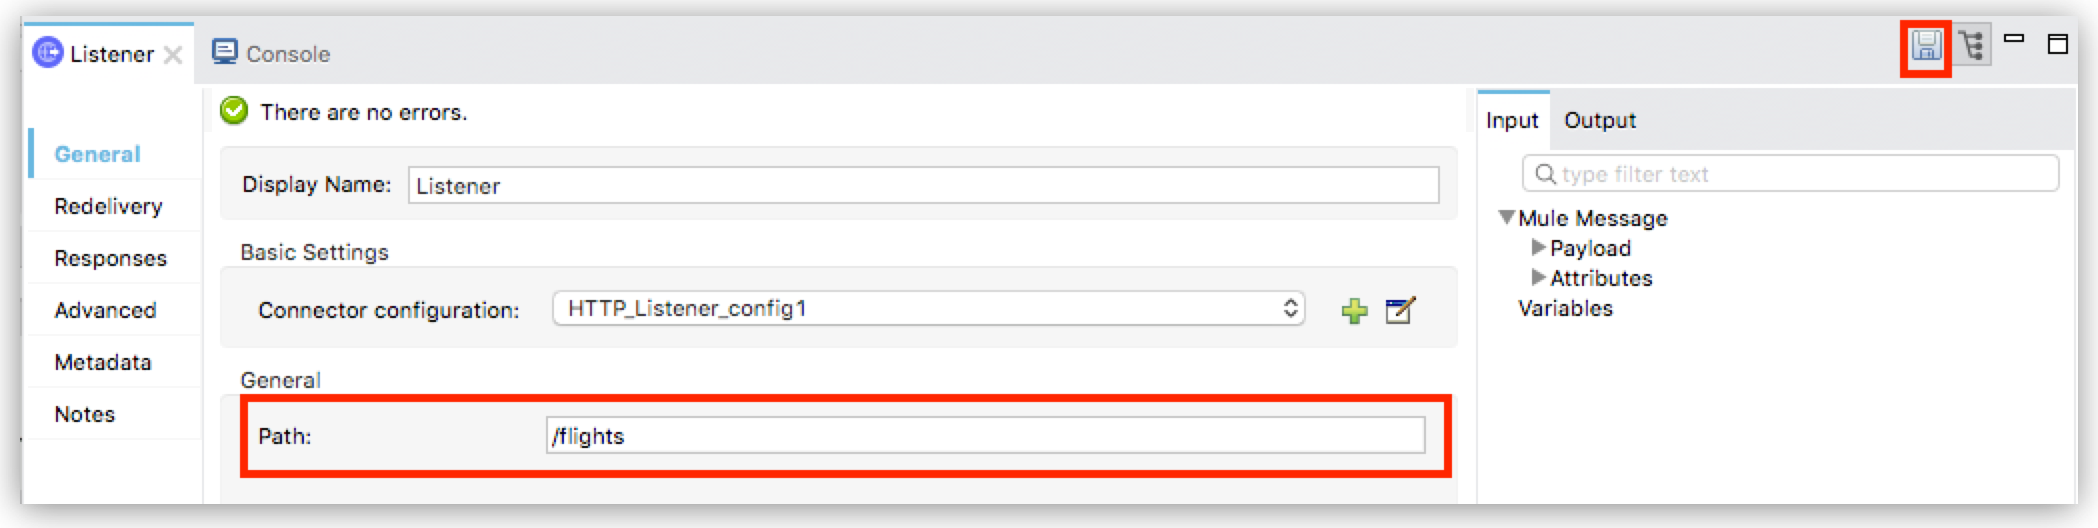 Listener
Console
There are no errors.
General
Redelivery
Responses
Advanced
Metadata
Notes
Display Name: Listener
Basic Settings
Connector configuration: HTTP_Listener_config1
General
Path: /flights
Input Output
type filter text
Mule Message
Payload
Attributes
Variables